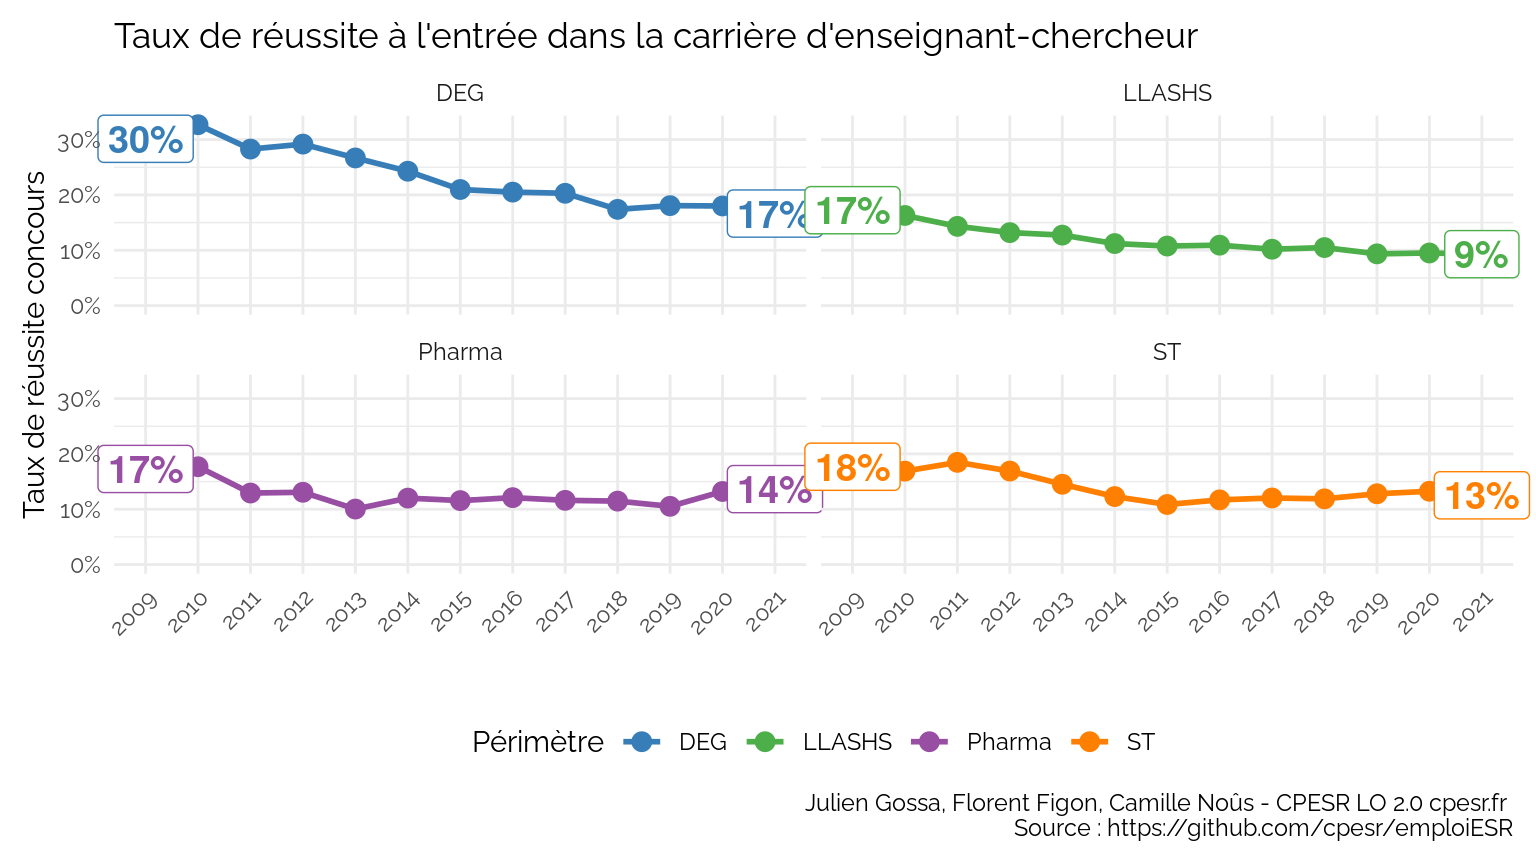 Taux de réussite à l'entrée dans la carrière d'enseignant-chercheur
DEG
LLASHS
Taux de réussite concours
30%
20%
10%
0%
30%
17%
17%
9%
Pharma
ST
30%
20%
10%
0%
17%
14%
18%
13%
2009 2010 2011 2012 2013 2014 2015 2016 2017 2018 2019 2020 2021
2009 2010 2011 2012 2013 2014 2015 2016 2017 2018 2019 2020 2021
Périmètre DEG LLASHS Pharma ST
Julien Gossa, Florent Figon, Camille Noûs - CPESR LO 2.0 cpesr.fr
Source : https://github.com/cpesr/emploiESR